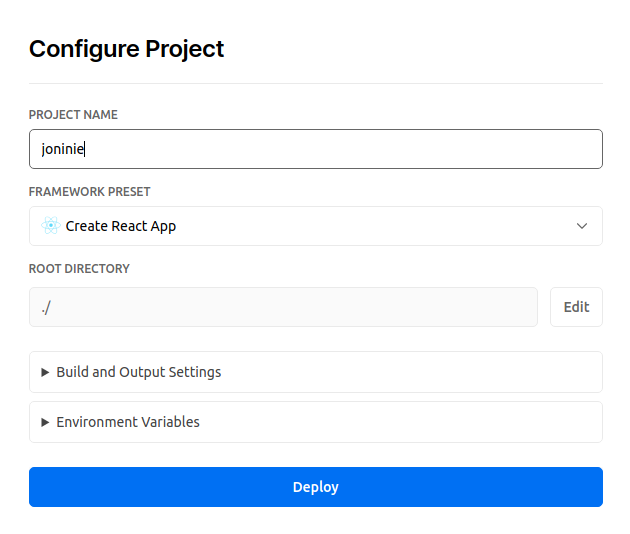 Configure Project
PROJECT NAME
joninie
FRAMEWORK PRESET
Create React App
ROOT DIRECTORY
./
Edit
Build and Output Settings
Environment Variables
Deploy